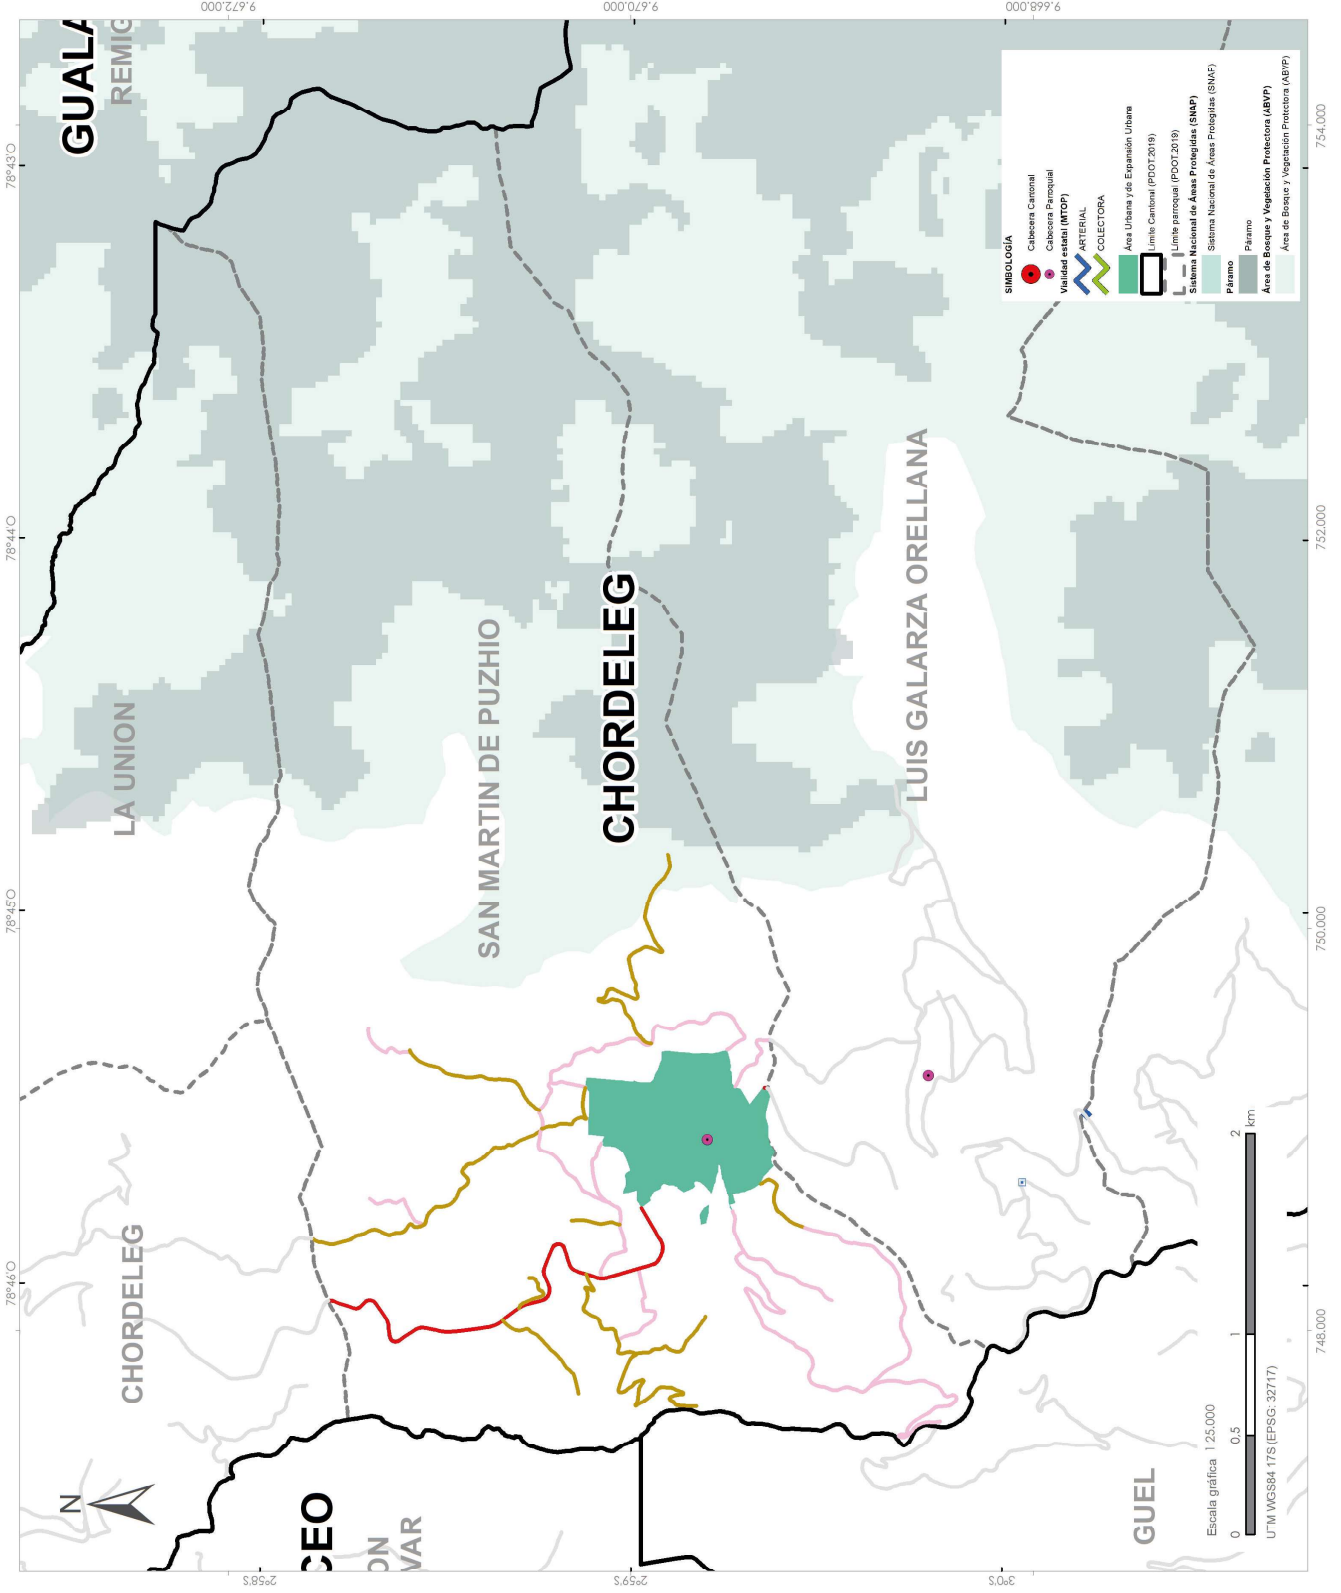 78°46'O
78°45'O
78°44'O
78°43'O
9.672.000
9.670.000
9.668.000
2°58'S
2°59'S
3°0'S
748.000
750.000
752.000
754.000
N
GUALA
REMIG
LA UNION
CHORDELEG
SAN MARTIN DE PUZHIO
CHORDELEG
LUIS GALARZA ORELLANA
CEO
ON
VAR
GUEL
Escala gráfica 1 25.000
0 0,5 1 2
km
UTM WGS84 17S (EPSG: 32717)
SIMBOLOGÍA
Cabecera Cantonal
Cabecera Parroquial
Vialidad estatal (MTOP)
ARTERIAL
COLECTORA
Área Urbana y de Expansión Urbana
Límite Cantonal (PDOT2019)
Límite parroquial (PDOT2019)
Sistema Nacional de Áreas Protegidas (SNAP)
Sistema Nacional de Áreas Protegidas (SNAP)
Páramo
Páramo
Área de Bosque y Vegetación Protectora (ABVP)
Área de Bosque y Vegetación Protectora (ABVP)